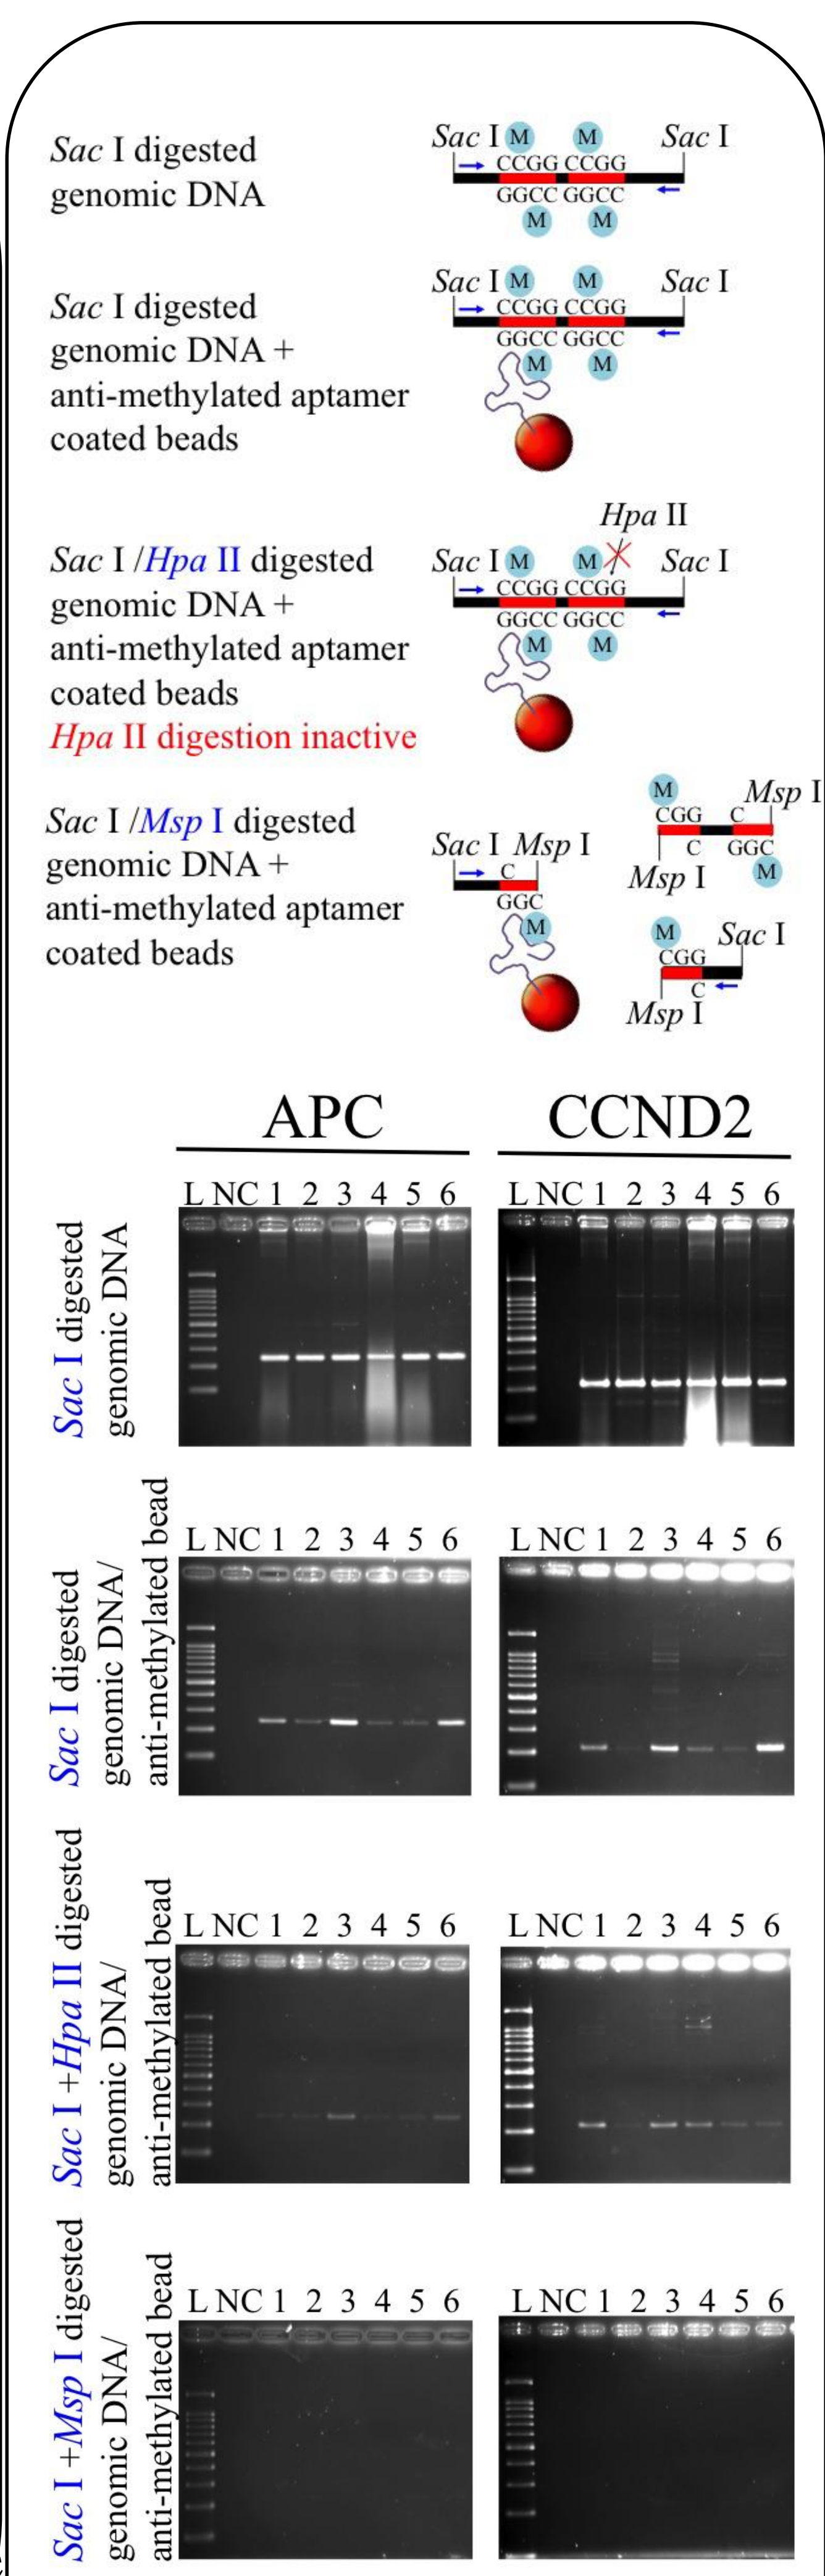 Sac I digested
genomic DNA
Sac I M M Sac I
CCGG CCGG
GGCC GGCC
M M
Sac I digested
genomic DNA +
anti-methylated aptamer
coated beads
Sac I M M Sac I
CCGG CCGG
GGCC GGCC
M M
Sac I /Hpa II digested
genomic DNA +
anti-methylated aptamer
coated beads
Hpa II digestion inactive
Hpa II
Sac I M M Sac I
CCGG CCGG
GGCC GGCC
M M
Sac I /Msp I digested
genomic DNA +
anti-methylated aptamer
coated beads
Sac I Msp I
C
GGC
M
M Msp I
CGG C
C GGC
Msp I M
M Sac I
CGG
C
Msp I
APC CCND2
Sac I digested
genomic DNA
L NC 1 2 3 4 5 6
L NC 1 2 3 4 5 6
Sac I digested
genomic DNA/
anti-methylated bead
L NC 1 2 3 4 5 6
L NC 1 2 3 4 5 6
Sac I +Hpa II digested
genomic DNA/
anti-methylated bead
L NC 1 2 3 4 5 6
L NC 1 2 3 4 5 6
Sac I +Msp I digested
genomic DNA/
anti-methylated bead
L NC 1 2 3 4 5 6
L NC 1 2 3 4 5 6